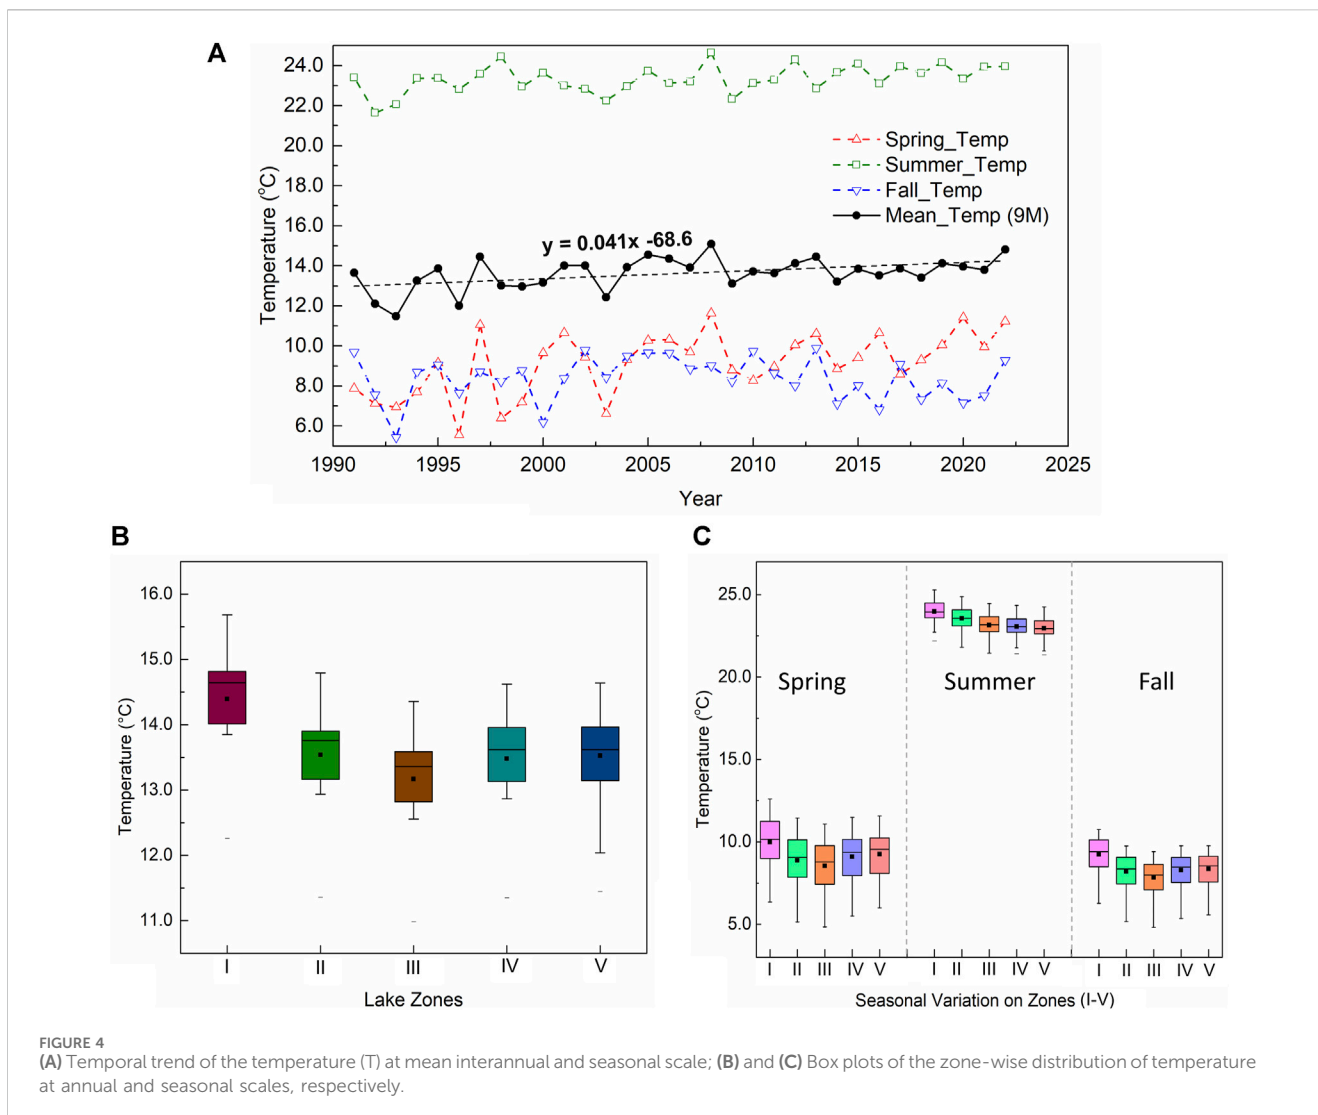 A
24.0
22.0
20.0
18.0
16.0
14.0
12.0
10.0
8.0
6.0
Temperature (°C)
Spring_Temp
Summer_Temp
Fall_Temp
Mean_Temp (9M)
y = 0.041x -68.6
1990 1995 2000 2005 2010 2015 2020 2025
Year
B
16.0
15.0
14.0
13.0
12.0
11.0
Temperature (°C)
I II III IV V
Lake Zones
C
25.0
20.0
15.0
10.0
5.0
Temperature (°C)
Spring Summer Fall
I II III IV V I II III IV V I II III IV V
Seasonal Variation on Zones (I-V)
FIGURE 4
(A) Temporal trend of the temperature (T) at mean interannual and seasonal scale; (B) and (C) Box plots of the zone-wise distribution of temperature
at annual and seasonal scales, respectively.